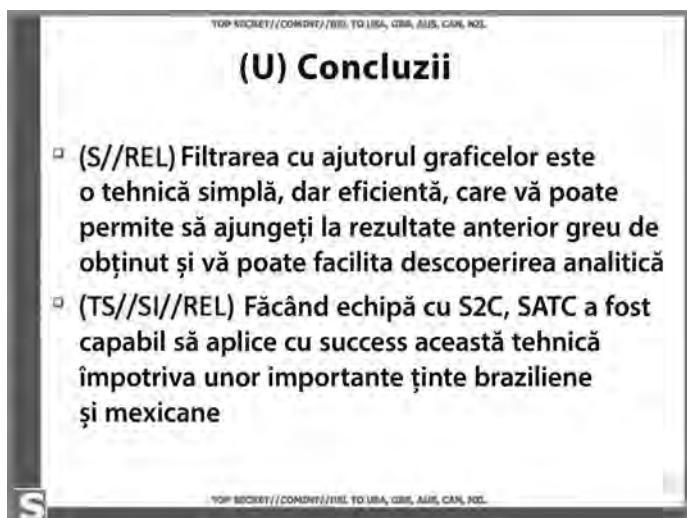 TOP SECRET//COMINT//REL TO USA, GBR, AUS, CAN, NZL
(U) Concluzii
(S//REL) Filtrarea cu ajutorul graficelor este
o tehnică simplă, dar eficientă, care vă poate
permite să ajungeți la rezultate anterior greu de
obținut și vă poate facilita descoperirea analitică
(TS//SI//REL) Făcând echipă cu S2C, SATC a fost
capabil să aplice cu success această tehnică
împotriva unor importante ținte braziliene
și mexicane
S
TOP SECRET//COMINT//REL TO USA, GBR, AUS, CAN, NZL